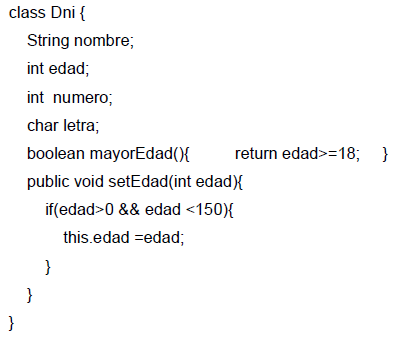 class Dni {
String nombre;
int edad;
int  numero;
char letra;
boolean mayorEdad(){        return edad>=18;     }
public void setEdad(int edad){
if(edad>0 && edad <150){
this.edad =edad;
}
}
}